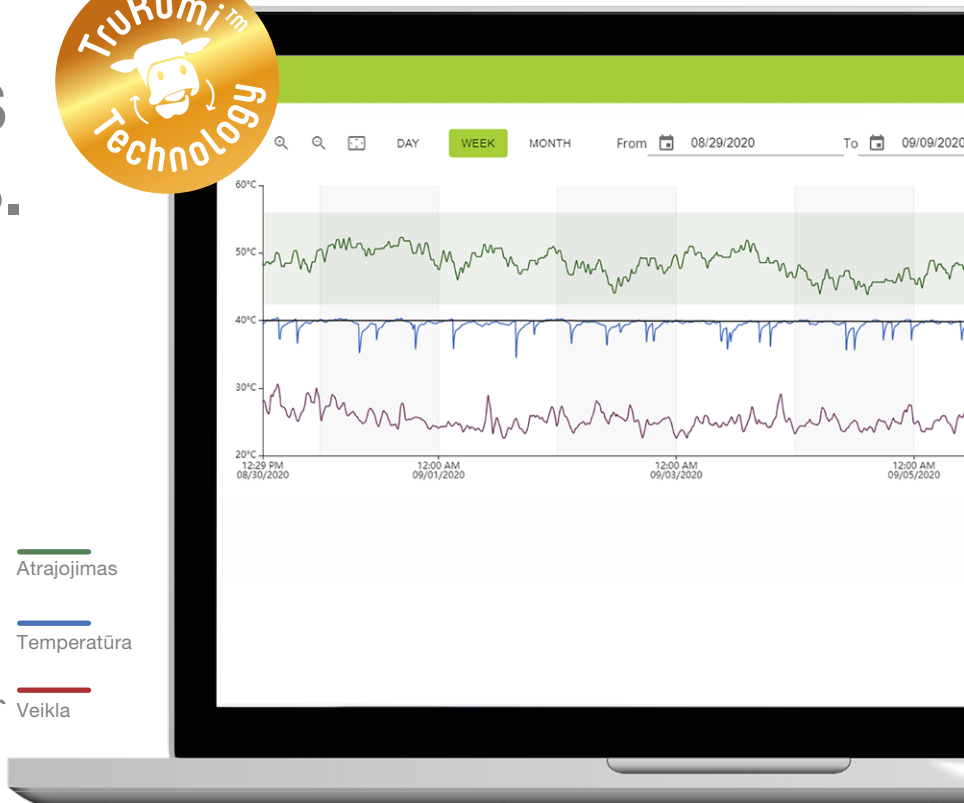 TruRumi™
Technology
DAY WEEK MONTH From 08/29/2020 To 09/09/2020
60°C
50°C
40°C
30°C
20°C
12:29 PM 12:00 AM 12:00 AM 12:00 AM
08/30/2020 09/01/2020 09/03/2020 09/05/2020
Atrajojimas
Temperatūra
Veikla